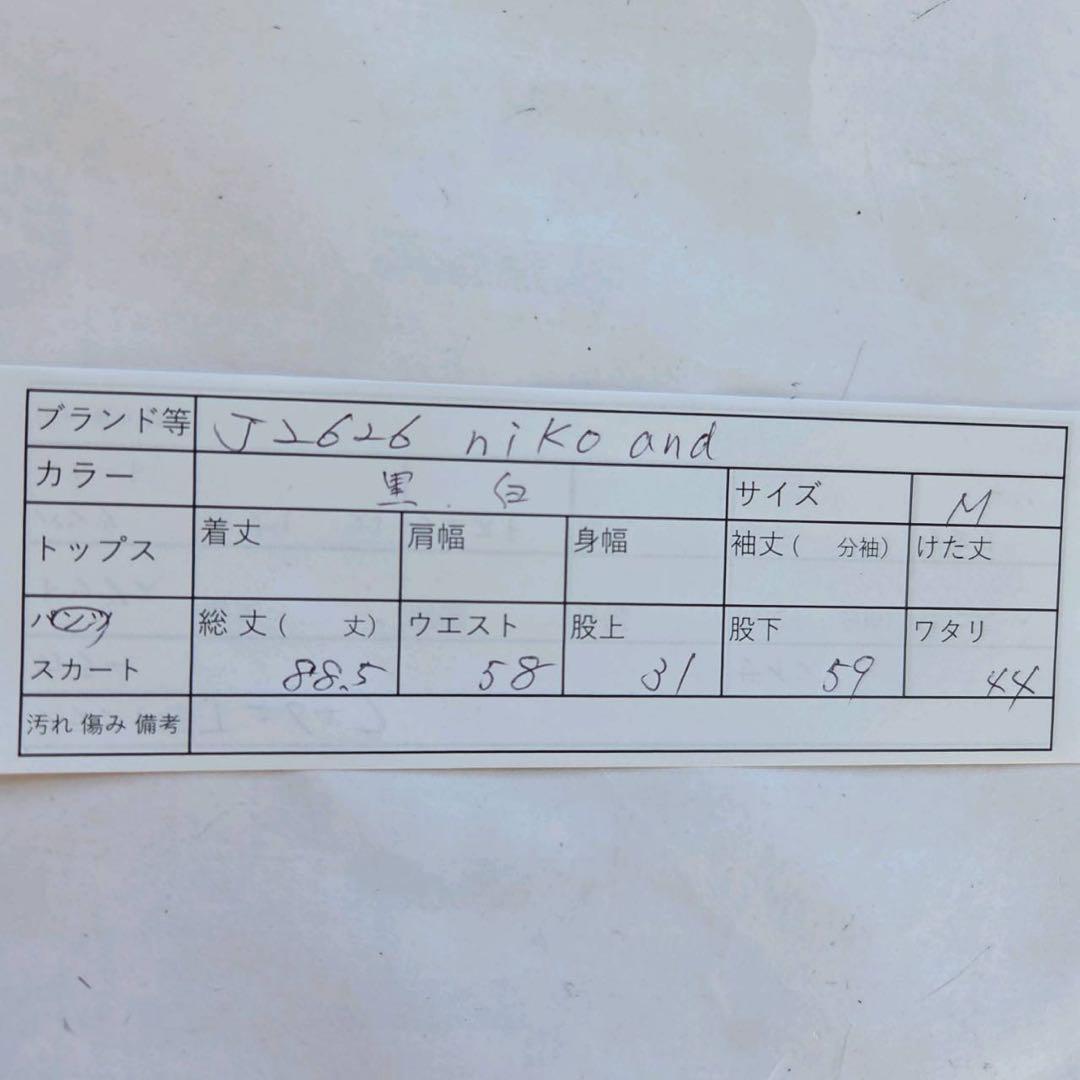 ブランド等 J2626 niko and
カラー 黒.白 サイズ M
トップス 着丈 肩幅 身幅 袖丈( 分袖) けた丈
パンツ 総丈( 丈) ウエスト 股上 股下 ワタリ
スカート 88.5 58 31 59 44
汚れ 傷み 備考